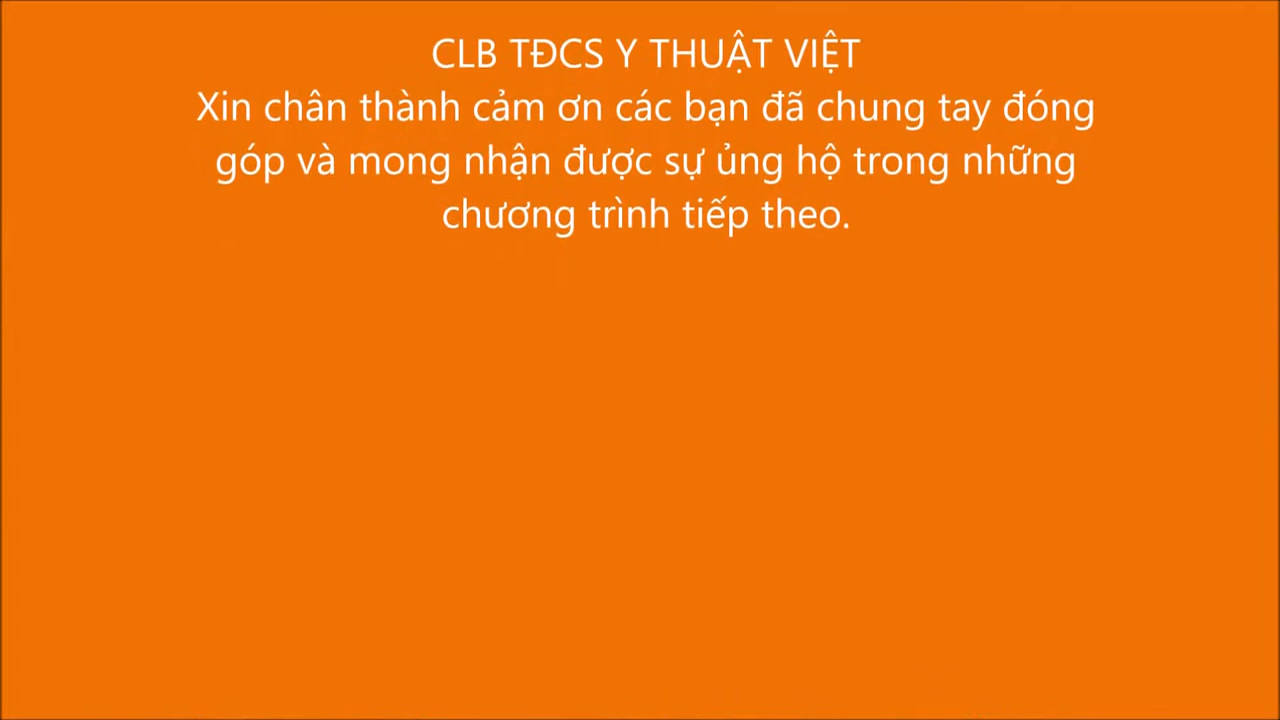 CLB TĐCS Y THUẬT VIỆT
Xin chân thành cảm ơn các bạn đã chung tay đóng
góp và mong nhận được sự ủng hộ trong những
chương trình tiếp theo.